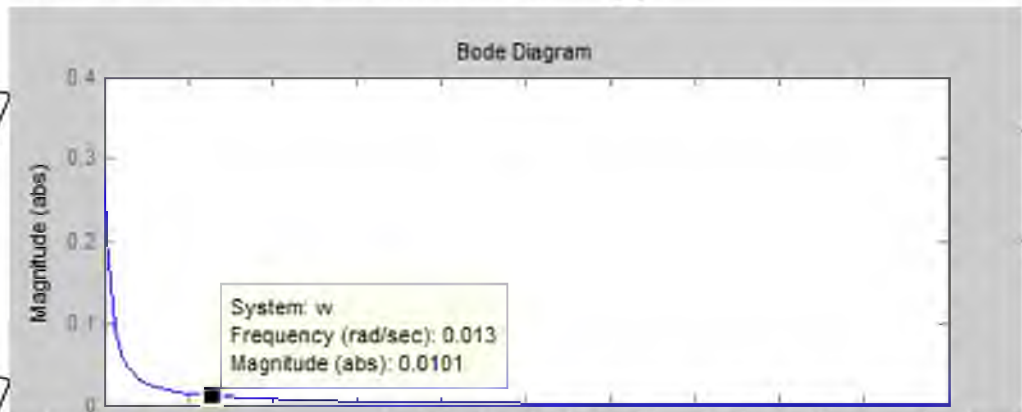 Bode Diagram
Magnitude (abs)
0.4
0.3
0.2
0.1
0
System: w
Frequency (rad/sec): 0.013
Magnitude (abs): 0.0101